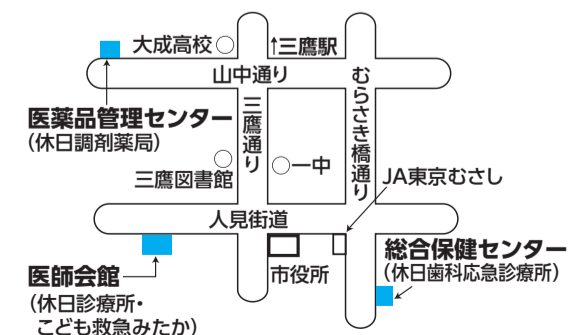 大成高校
↑三鷹駅
山中通り
医薬品管理センター
(休日調剤薬局)
三鷹通り
むらさき橋通り
一中
三鷹図書館
JA東京むさし
人見街道
医師会館
(休日診療所・
こども救急みたか)
市役所
総合保健センター
(休日歯科応急診療所)